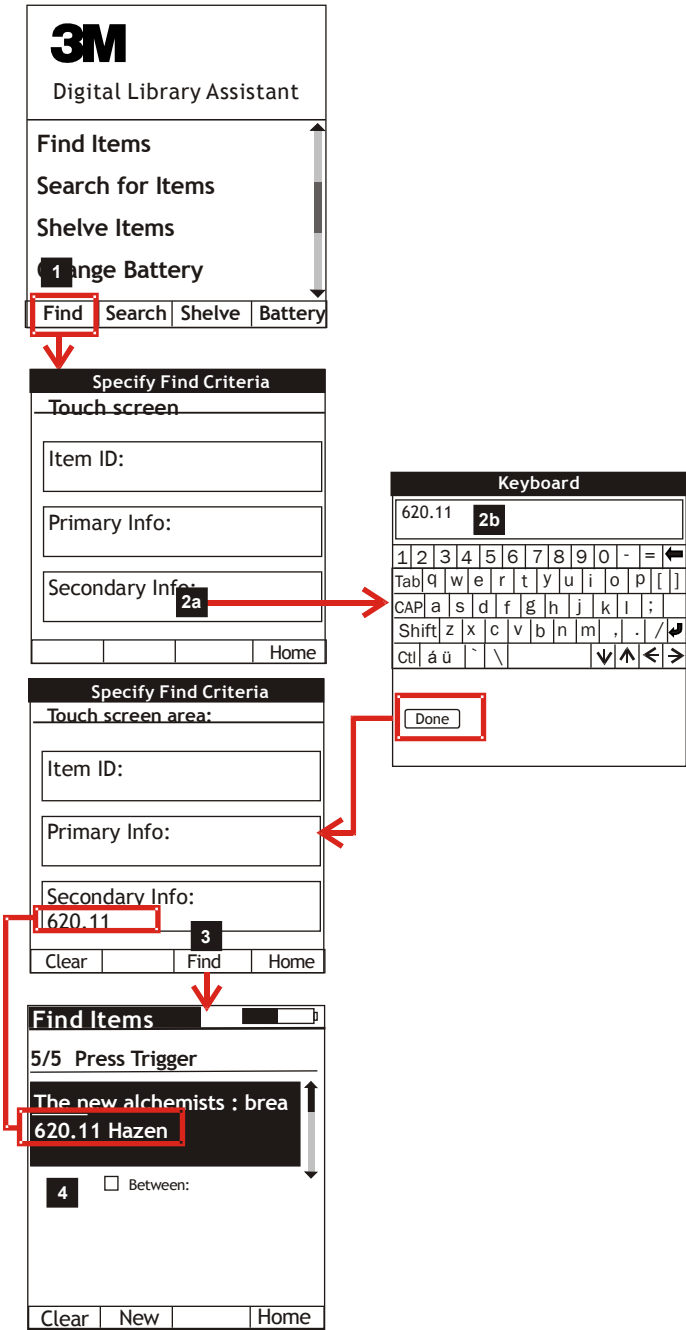 3M
Digital Library Assistant
Find Items
Search for Items
Shelve Items
ange Battery
1
Find Search Shelve Battery
Specify Find Criteria
Touch screen
Item ID:
Primary Info:
Secondary Info:
2a
Home
Keyboard
620.11
2b
1 2 3 4 5 6 7 8 9 0 - =
Tab q w e r t y u i o p [ ]
CAP a s d f g h j k l ;
Shift z x c v b n m , . /
Ctl á ü ` \
Done
Specify Find Criteria
Touch screen area:
Item ID:
Primary Info:
Secondary Info:
620.11
3
Clear Find Home
Find Items
5/5 Press Trigger
The new alchemists : brea
620.11 Hazen
4
Between:
Clear New Home